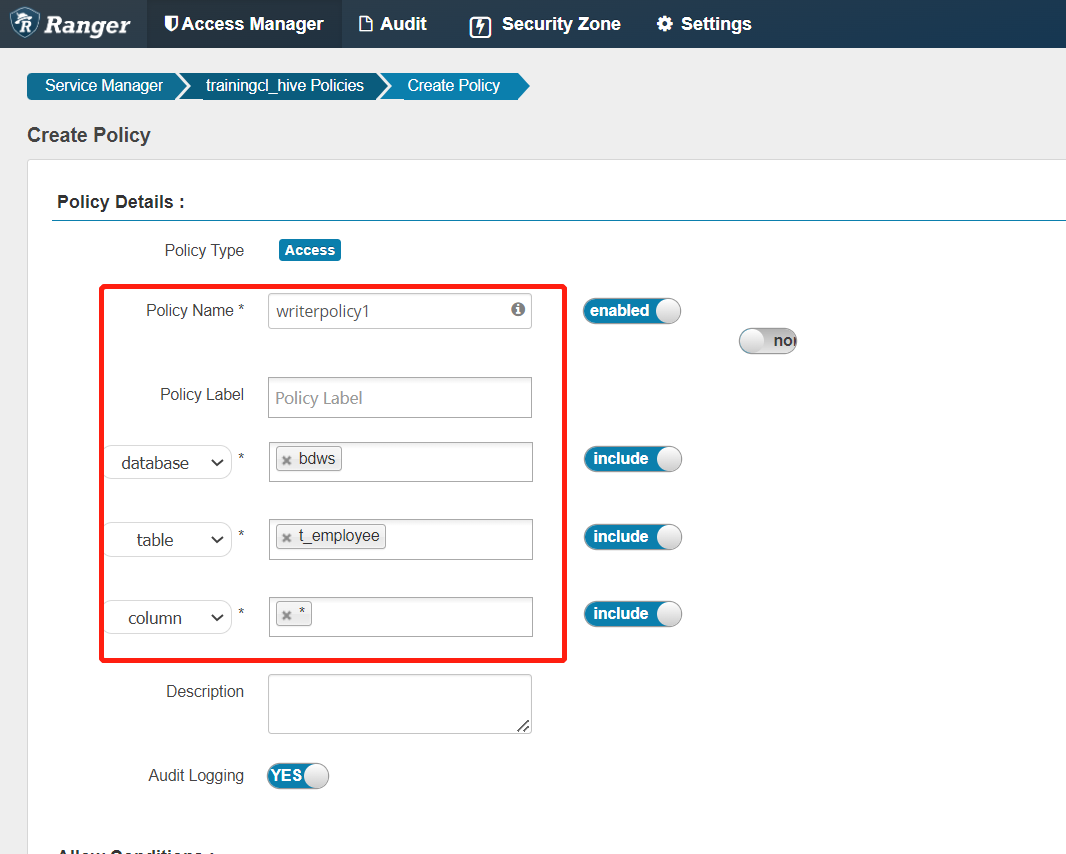 Ranger Access Manager Audit Security Zone Settings
Service Manager trainingcl_hive Policies Create Policy
Create Policy
Policy Details :
Policy Type Access
Policy Name * writerpolicy1 enabled
Policy Label Policy Label
database * bdws include
table * t_employee include
column * * include
Description
Audit Logging YES
Allow Conditions :